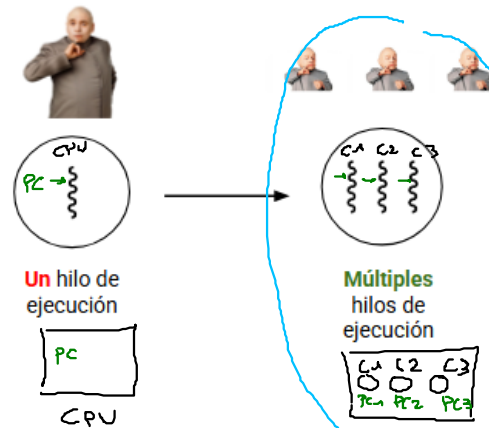 CPU
PC
C1 C2 C3
Un hilo de
ejecución
Múltiples
hilos de
ejecución
PC
CPU
C1 C2 C3
PC1 PC2 PC3